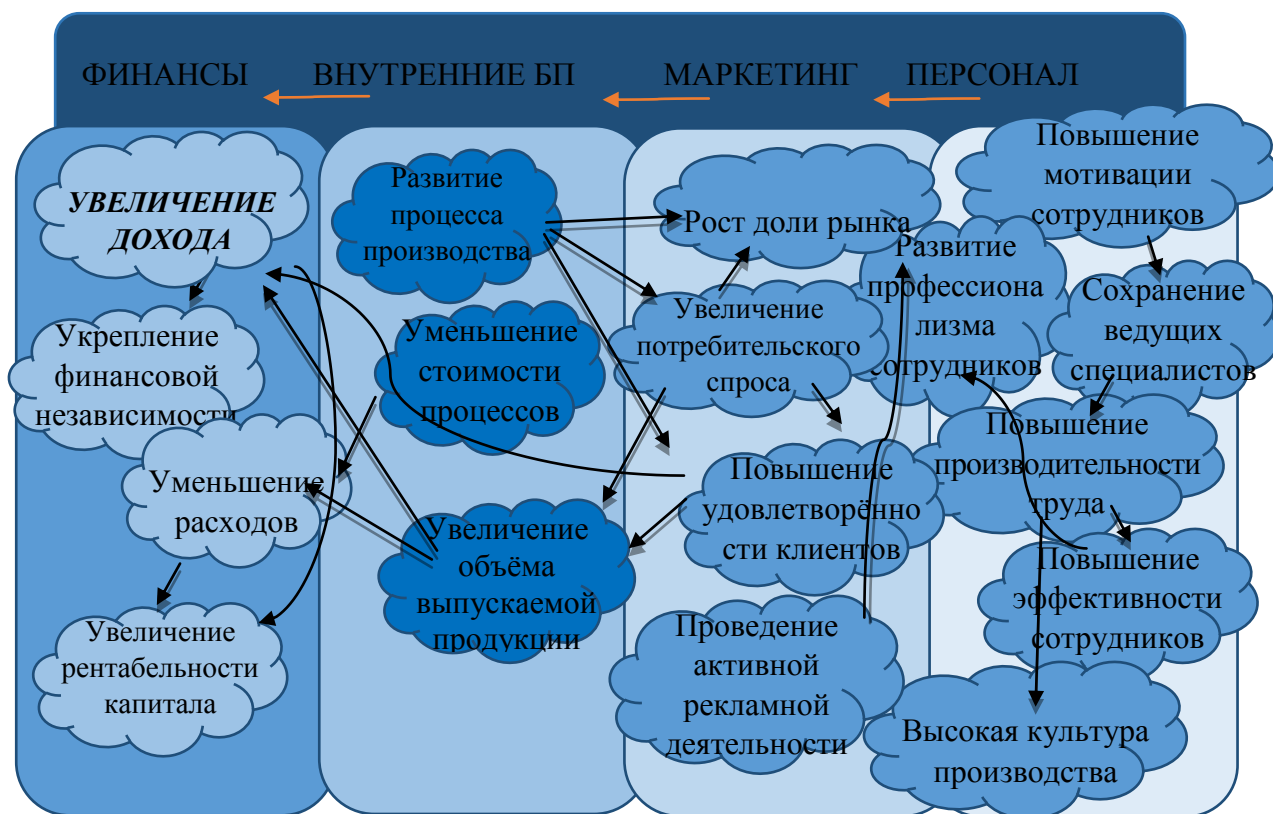 ФИНАНСЫ
ВНУТРЕННИЕ БП
МАРКЕТИНГ
ПЕРСОНАЛ
УВЕЛИЧЕНИЕ
ДОХОДА
Укрепление
финансовой
независимости
Уменьшение
расходов
Увеличение
рентабельности
капитала
Развитие
процесса
производства
Уменьшение
стоимости
процессов
Увеличение
объёма
выпускаемой
продукции
Рост доли рынка
Увеличение
потребительского
спроса
Повышение
удовлетворённо
сти клиентов
Проведение
активной
рекламной
деятельности
Повышение
мотивации
сотрудников
Развитие
профессиона
лизма
сотрудников
Сохранение
ведущих
специалистов
Повышение
производительности
труда
Повышение
эффективности
сотрудников
Высокая культура
производства